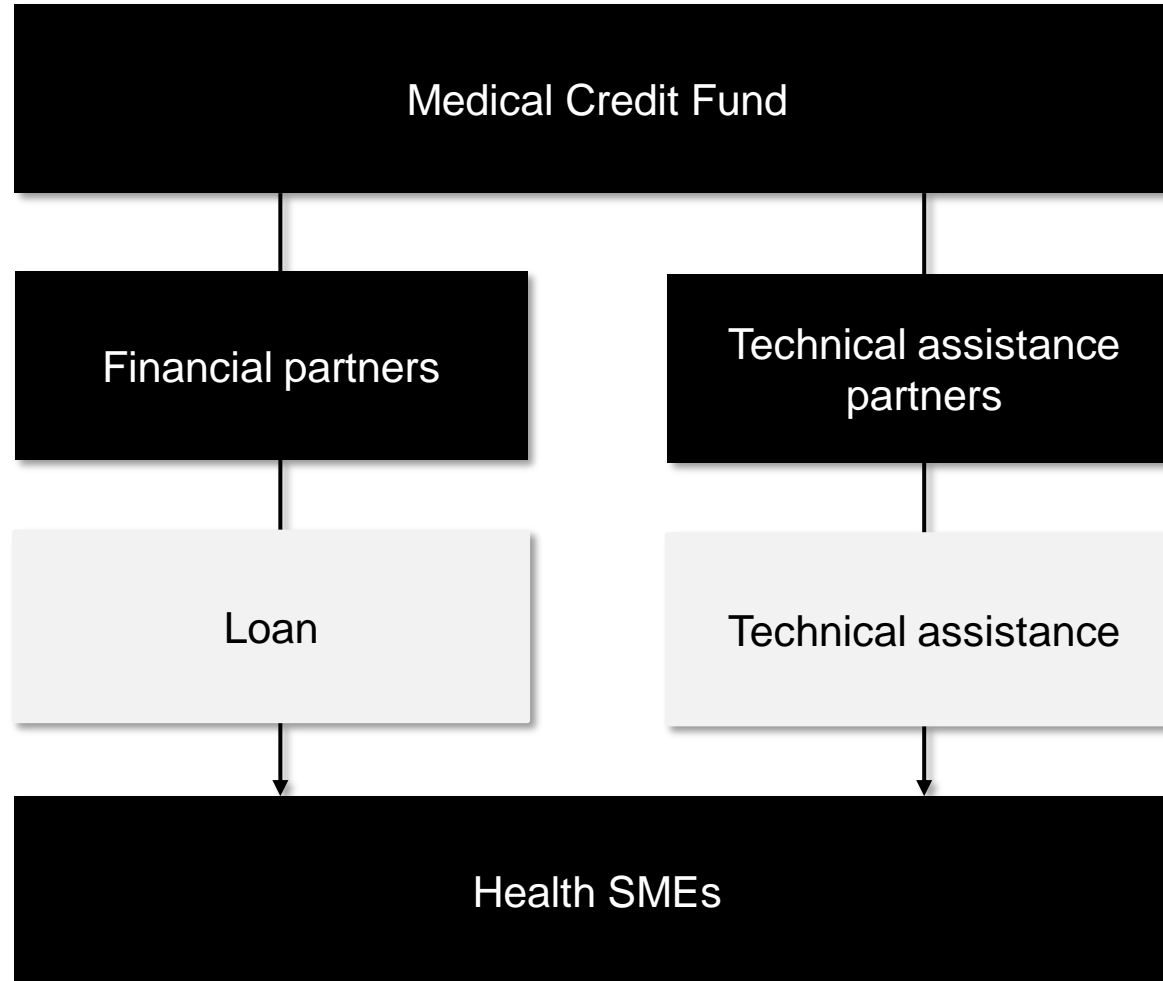 Medical Credit Fund
Financial partners
Technical assistance
partners
Loan
Technical assistance
Health SMEs